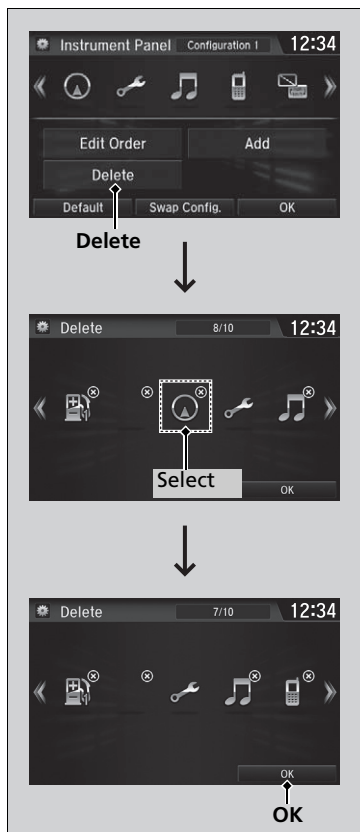 Instrument Panel Configuration 1 12:34
Edit Order Add
Delete
Default Swap Config. OK
Delete
Delete 8/10 12:34
Select
OK
Delete 7/10 12:34
OK
OK